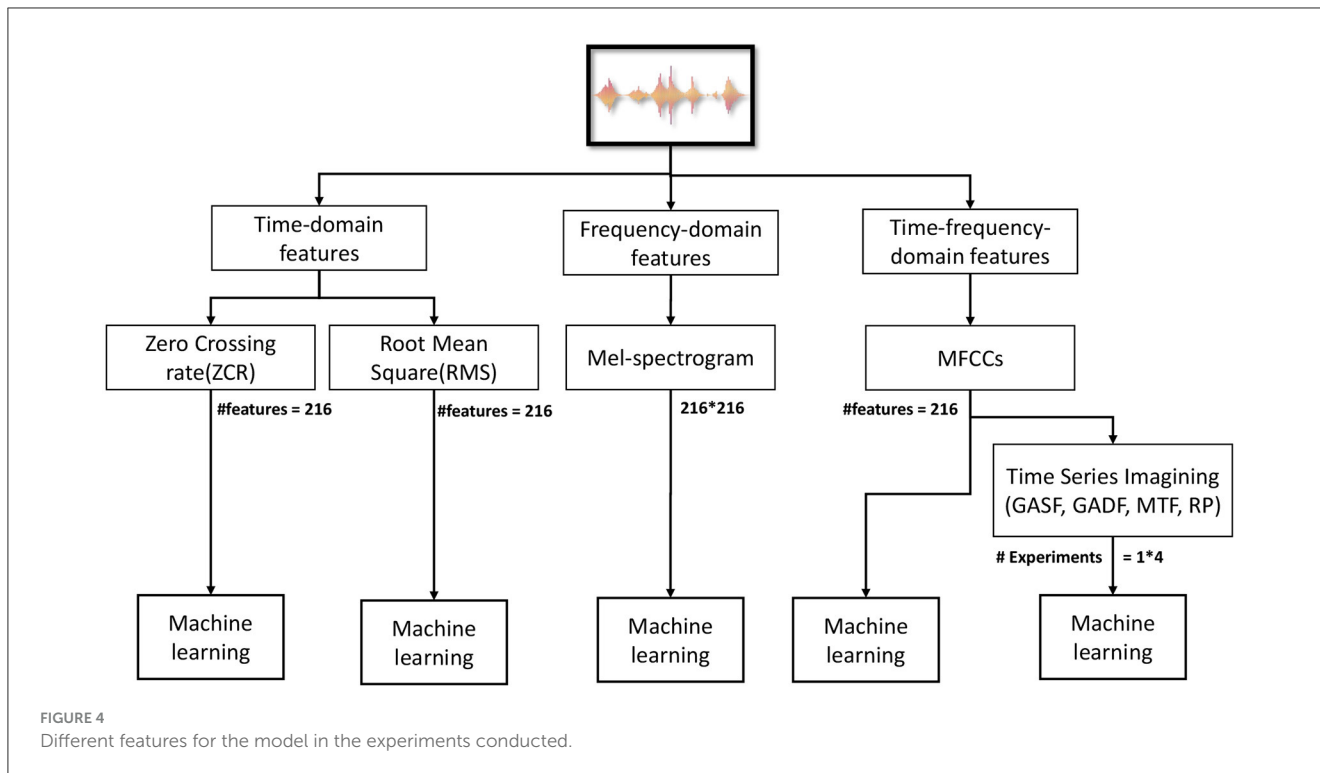 Time-domain
features
Frequency-domain
features
Time-frequency-
domain features
Zero Crossing
rate(ZCR)
Root Mean
Square(RMS)
Mel-spectrogram
MFCCs
#features = 216
#features = 216
216*216
#features = 216
Time Series Imagining
(GASF, GADF, MTF, RP)
# Experiments = 1*4
Machine
learning
Machine
learning
Machine
learning
Machine
learning
Machine
learning
FIGURE 4
Different features for the model in the experiments conducted.